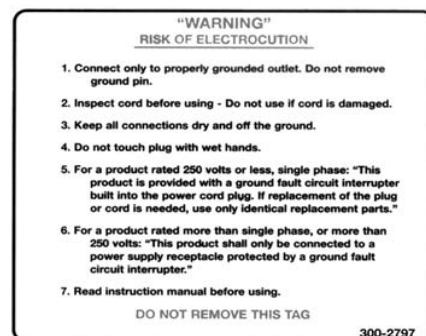 "WARNING"
RISK OF ELECTROCUTION
1. Connect only to properly grounded outlet. Do not remove
ground pin.
2. Inspect cord before using - Do not use if cord is damaged.
3. Keep all connections dry and off the ground.
4. Do not touch plug with wet hands.
5. For a product rated 250 volts or less, single phase: "This
product is provided with a ground fault circuit interrupter
built into the power cord plug. If replacement of the plug
or cord is needed, use only identical replacement parts."
6. For a product rated more than single phase, or more than
250 volts: "This product shall only be connected to a
power supply receptacle protected by a ground fault
circuit interrupter."
7. Read instruction manual before using.
DO NOT REMOVE THIS TAG
300-2797